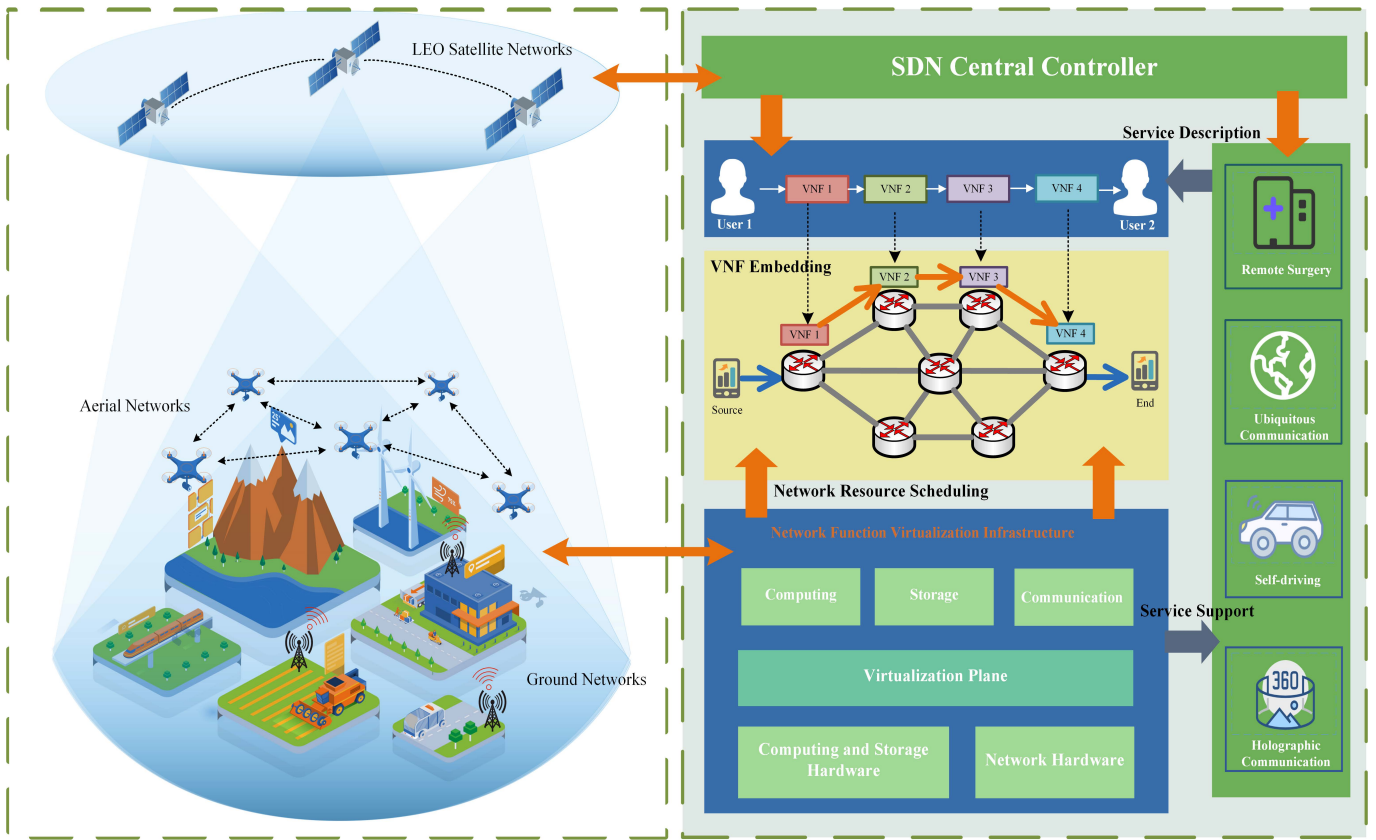 LEO Satellite Networks
Aerial Networks
Ground Networks
SDN Central Controller
Service Description
User 1
VNF 1
VNF 2
VNF 3
VNF 4
User 2
VNF Embedding
VNF 2
VNF 3
VNF 1
VNF 4
Source
End
Network Resource Scheduling
Network Function Virtualization Infrastructure
Computing
Storage
Communication
Service Support
Virtualization Plane
Computing and Storage
Hardware
Network Hardware
Remote Surgery
Ubiquitous
Communication
Self-driving
360
Holographic
Communication